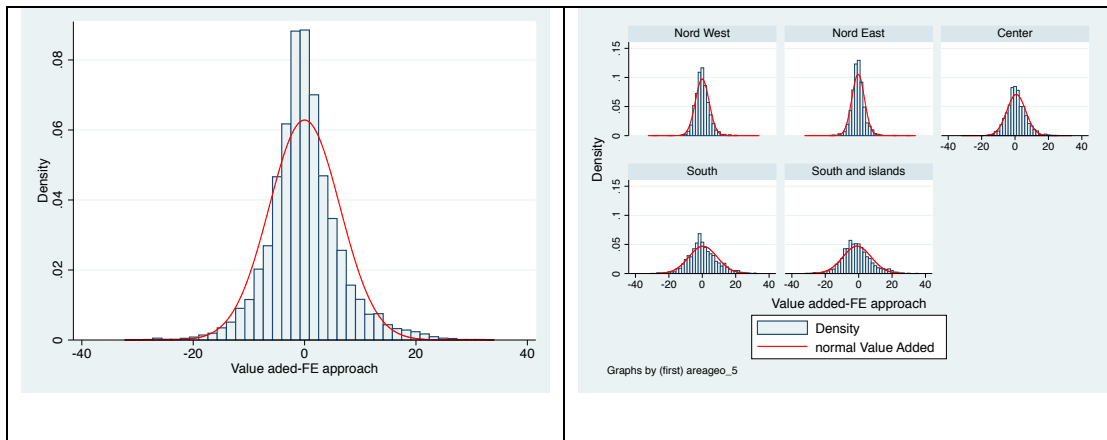 Density
.08
.06
.04
.02
0
-40 -20 0 20 40
Value aded-FE approach
Nord West Nord East Center
.15
.1
.05
0
-40 -20 0 20 40
South South and islands
.15
.1
.05
0
-40 -20 0 20 40 -40 -20 0 20 40
Density
Value added-FE approach
Density
normal Value Added
Graphs by (first) areageo_5